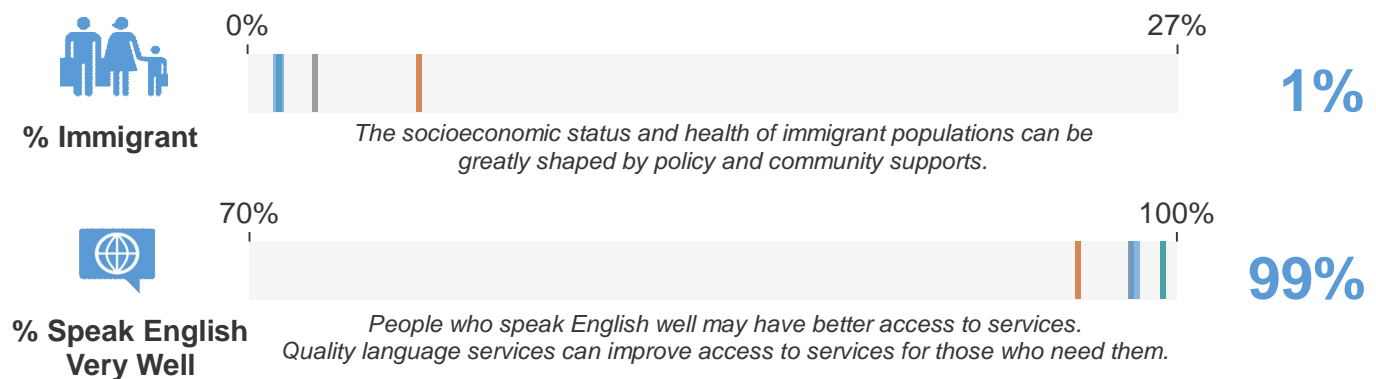 0% 27%
1%
% Immigrant
The socioeconomic status and health of immigrant populations can be
greatly shaped by policy and community supports.
70% 100%
99%
% Speak English
Very Well
People who speak English well may have better access to services.
Quality language services can improve access to services for those who need them.